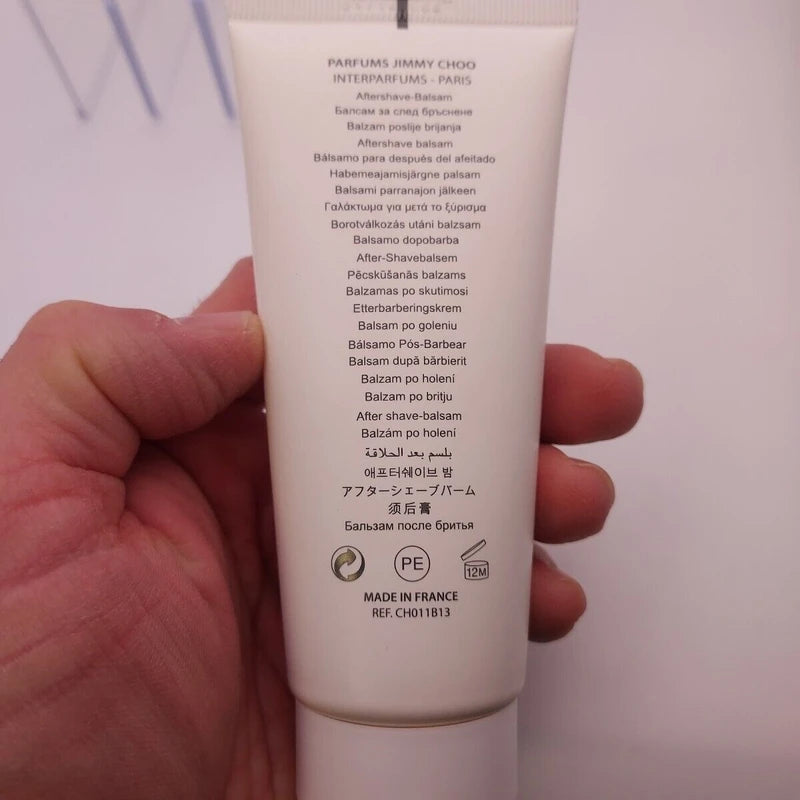 PARFUMS JIMMY CHOO
INTERPARFUMS - PARIS
Aftershave-Balsam
Балсам за след бръснене
Balzam poslije brijanja
Aftershave balsam
Bálsamo para después del afeitado
Habemeajamisjärgne palsam
Balsami parranajon jälkeen
Γαλάκτωμα για μετά το ξύρισμα
Borotválkozás utáni balzsam
Balsamo dopobarba
After-Shavebalsem
Pēcskūšanās balzams
Balzamas po skutimosi
Etterbarberingskrem
Balsam po goleniu
Bálsamo Pós-Barbear
Balsam după bărbierit
Balzam po holení
Balzam po britju
After shave-balsam
Balzám po holení
بلسم بعد الحلاقة
애프터쉐이브 밤
アフターシェーブバーム
须后膏
Бальзам после бритья
PE
12M
MADE IN FRANCE
REF. CH011B13